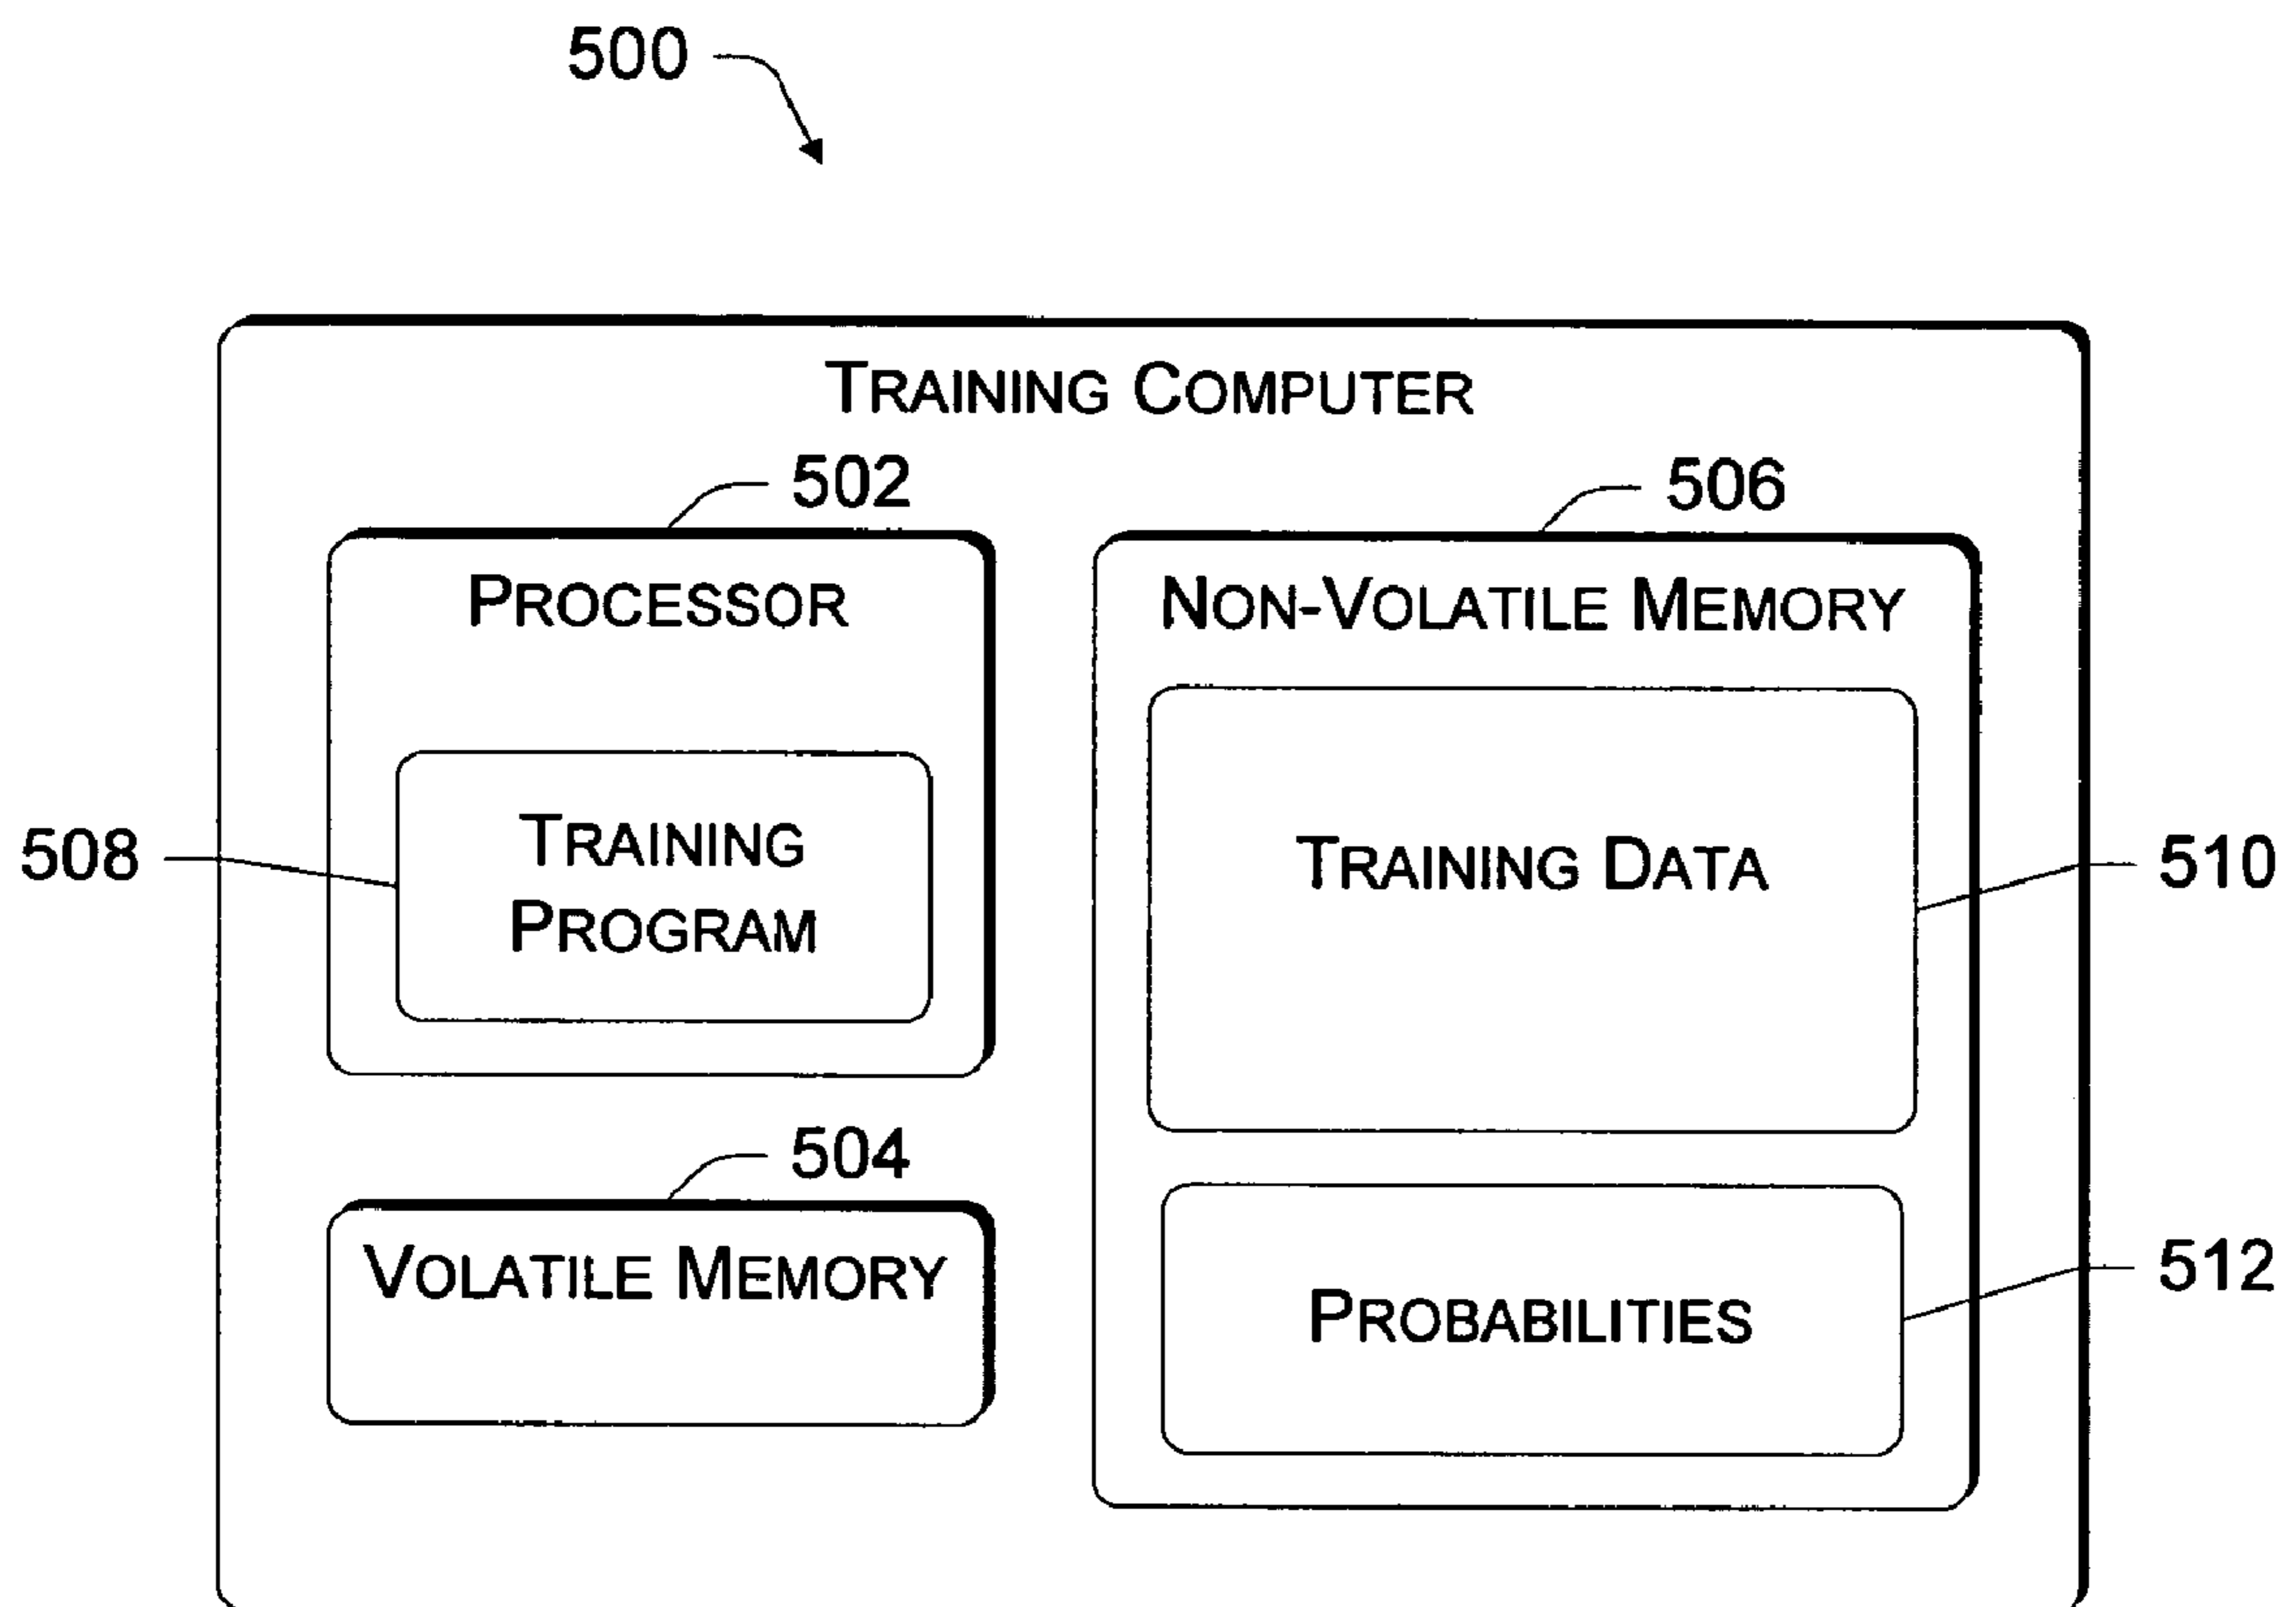 500
TRAINING COMPUTER
502
506
PROCESSOR
NON-VOLATILE MEMORY
508
TRAINING
PROGRAM
TRAINING DATA
510
504
VOLATILE MEMORY
512
PROBABILITIES